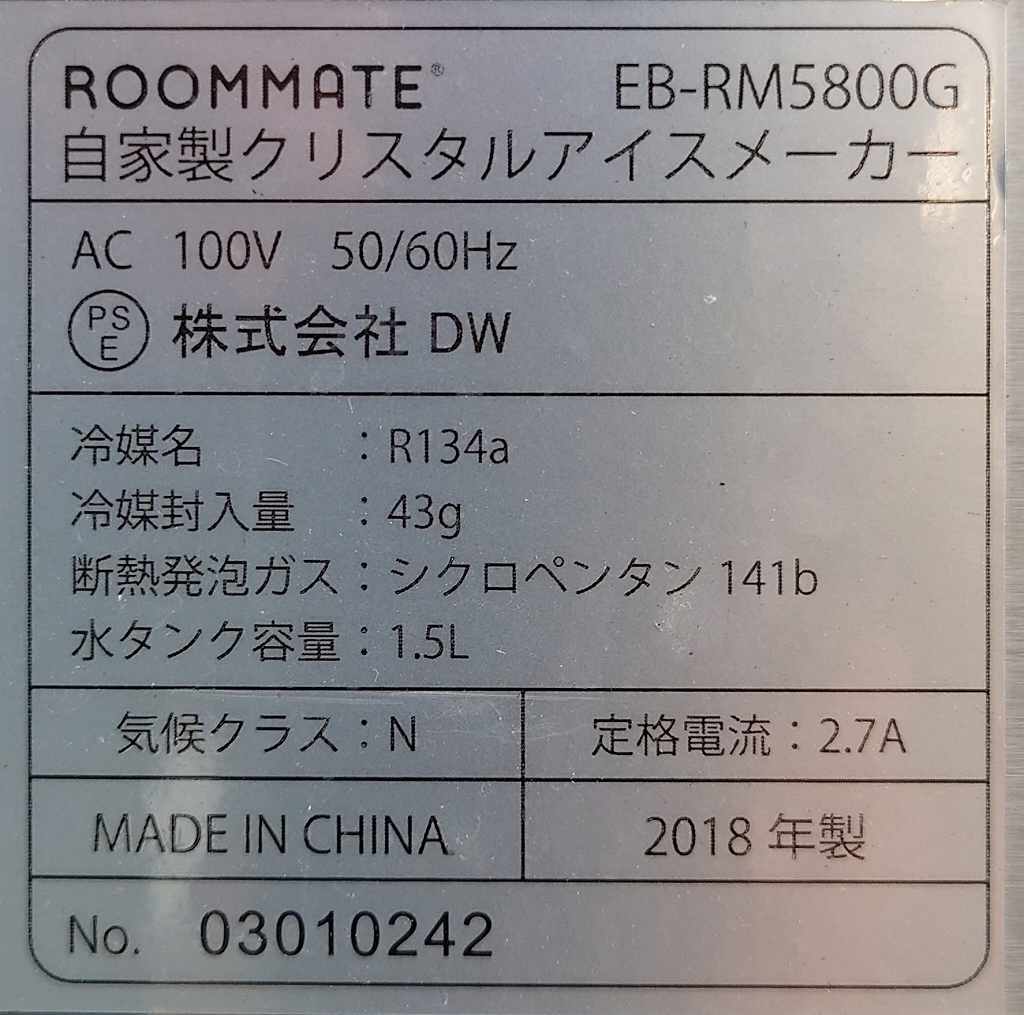 ROOMMATE® EB-RM5800G
自家製クリスタルアイスメーカー
AC 100V 50/60Hz
PS
E
株式会社 DW
冷媒名 : R134a
冷媒封入量 : 43g
断熱発泡ガス : シクロペンタン 141b
水タンク容量 : 1.5L
気候クラス : N 定格電流 : 2.7A
MADE IN CHINA 2018 年製
No. 03010242